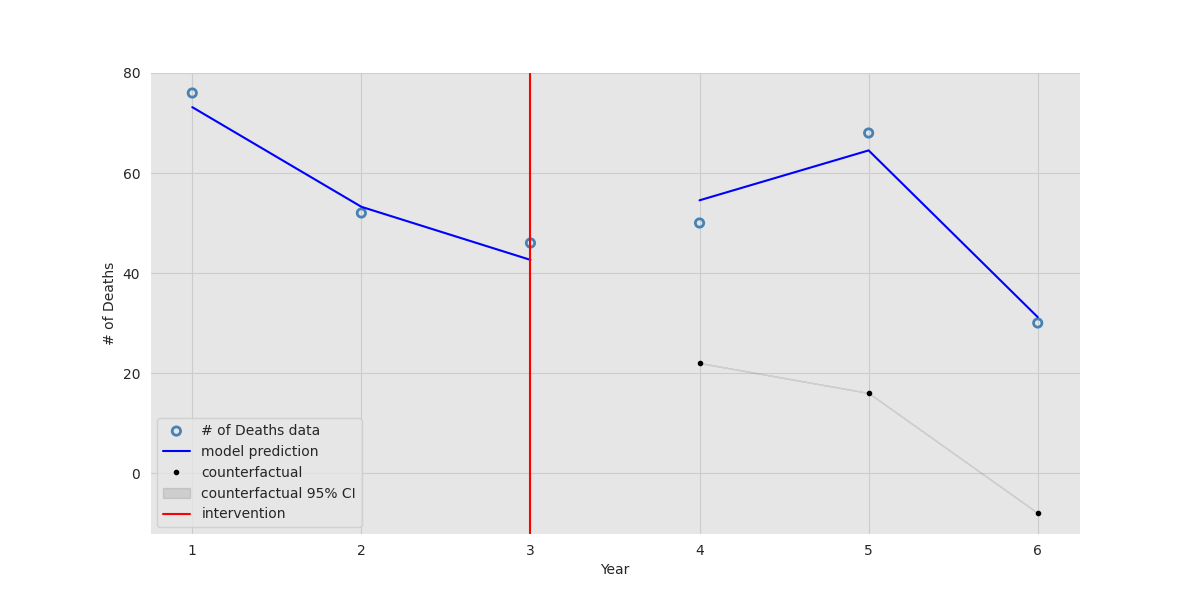 80
60
40
20
0
# of Deaths
# of Deaths data
model prediction
counterfactual
counterfactual 95% CI
intervention
1 2 3 4 5 6
Year